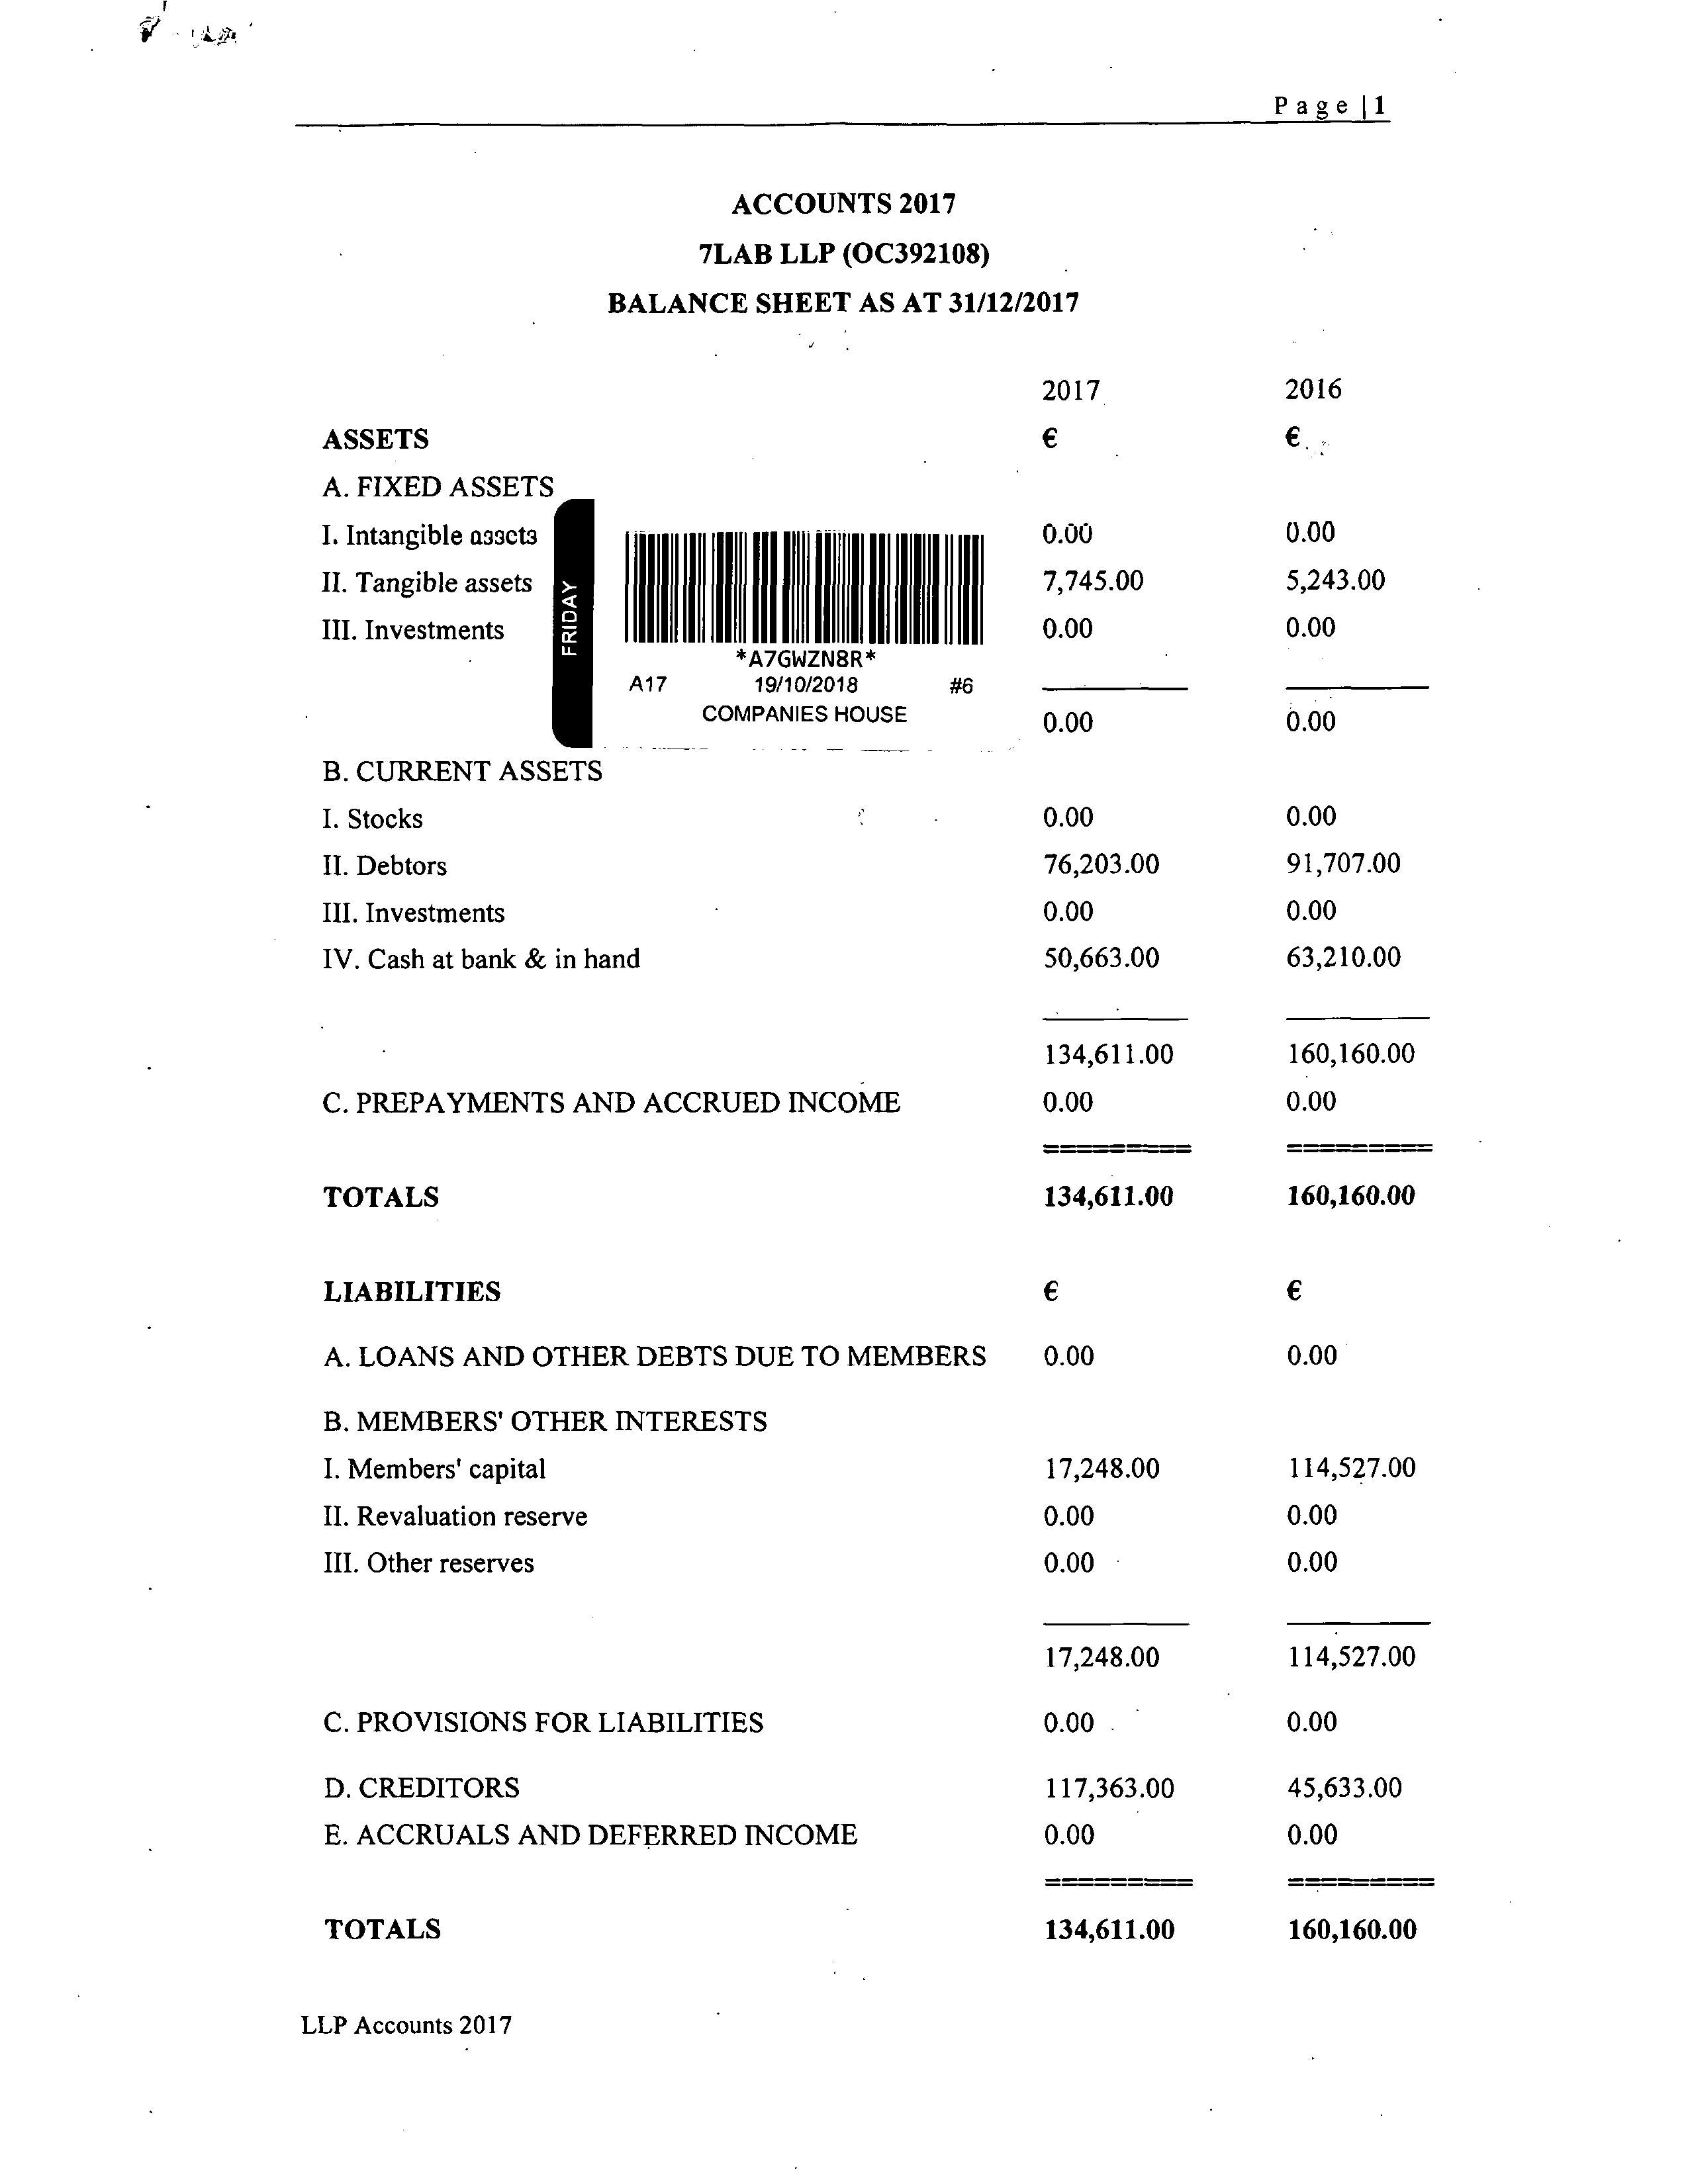 Page | 1
ACCOUNTS 2017
7LAB LLP (OC392108)
BALANCE SHEET AS AT 31/12/2017
2017 2016
ASSETS € €
A. FIXED ASSETS
I. Intangible assets 0.00 0.00
II. Tangible assets 7,745.00 5,243.00
III. Investments 0.00 0.00
FRIDAY
*A7GWZN8R*
A17 19/10/2018 #6
COMPANIES HOUSE
0.00 0.00
B. CURRENT ASSETS
I. Stocks 0.00 0.00
II. Debtors 76,203.00 91,707.00
III. Investments 0.00 0.00
IV. Cash at bank & in hand 50,663.00 63,210.00
134,611.00 160,160.00
C. PREPAYMENTS AND ACCRUED INCOME 0.00 0.00
========= =========
TOTALS 134,611.00 160,160.00
LIABILITIES € €
A. LOANS AND OTHER DEBTS DUE TO MEMBERS 0.00 0.00
B. MEMBERS' OTHER INTERESTS
I. Members' capital 17,248.00 114,527.00
II. Revaluation reserve 0.00 0.00
III. Other reserves 0.00 0.00
17,248.00 114,527.00
C. PROVISIONS FOR LIABILITIES 0.00 0.00
D. CREDITORS 117,363.00 45,633.00
E. ACCRUALS AND DEFERRED INCOME 0.00 0.00
========= =========
TOTALS 134,611.00 160,160.00
LLP Accounts 2017